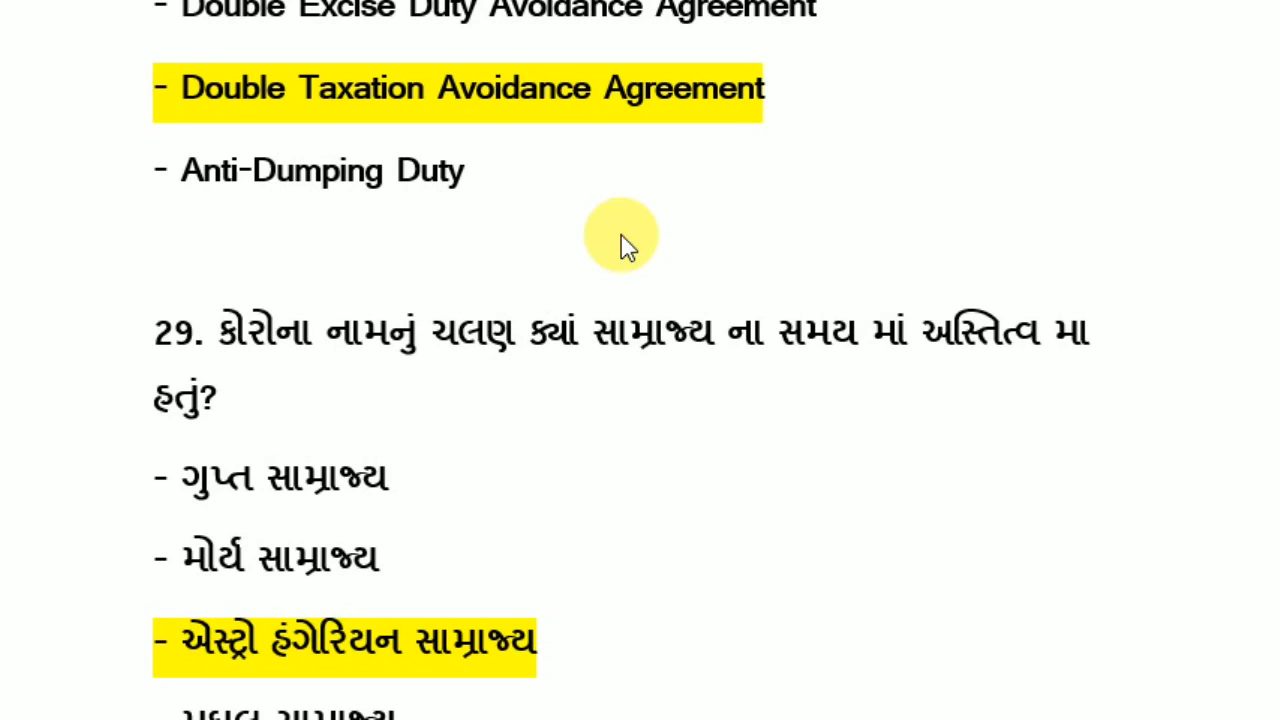 - Double Excise Duty Avoidance Agreement
- Double Taxation Avoidance Agreement
- Anti-Dumping Duty
29. કોરોના નામનું ચલણ ક્યાં સામ્રાજ્ય ના સમય માં અસ્તિત્વ મા
હતું?
- ગુપ્ત સામ્રાજ્ય
- મોર્ય સામ્રાજ્ય
- એસ્ટ્રો હંગેરિયન સામ્રાજ્ય
- મુઘલ સામ્રાજ્ય